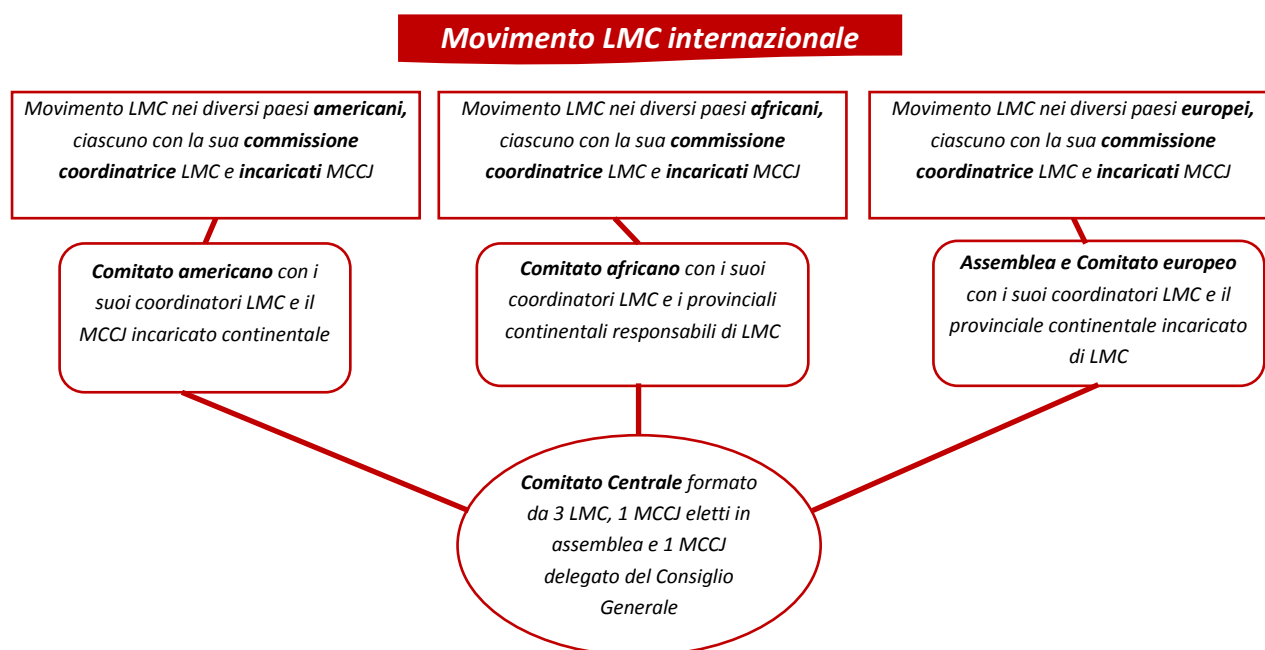 Movimento LMC internazionale
Movimento LMC nei diversi paesi americani,
ciascuno con la sua commissione
coordinatrice LMC e incaricati MCCJ
Movimento LMC nei diversi paesi africani,
ciascuno con la sua commissione
coordinatrice LMC e incaricati MCCJ
Movimento LMC nei diversi paesi europei,
ciascuno con la sua commissione
coordinatrice LMC e incaricati MCCJ
Comitato americano con i
suoi coordinatori LMC e il
MCCJ incaricato continentale
Comitato africano con i suoi
coordinatori LMC e i provinciali
continentali responsabili di LMC
Assemblea e Comitato europeo
con i suoi coordinatori LMC e il
provinciale continentale incaricato
di LMC
Comitato Centrale formato
da 3 LMC, 1 MCCJ eletti in
assemblea e 1 MCCJ
delegato del Consiglio
Generale